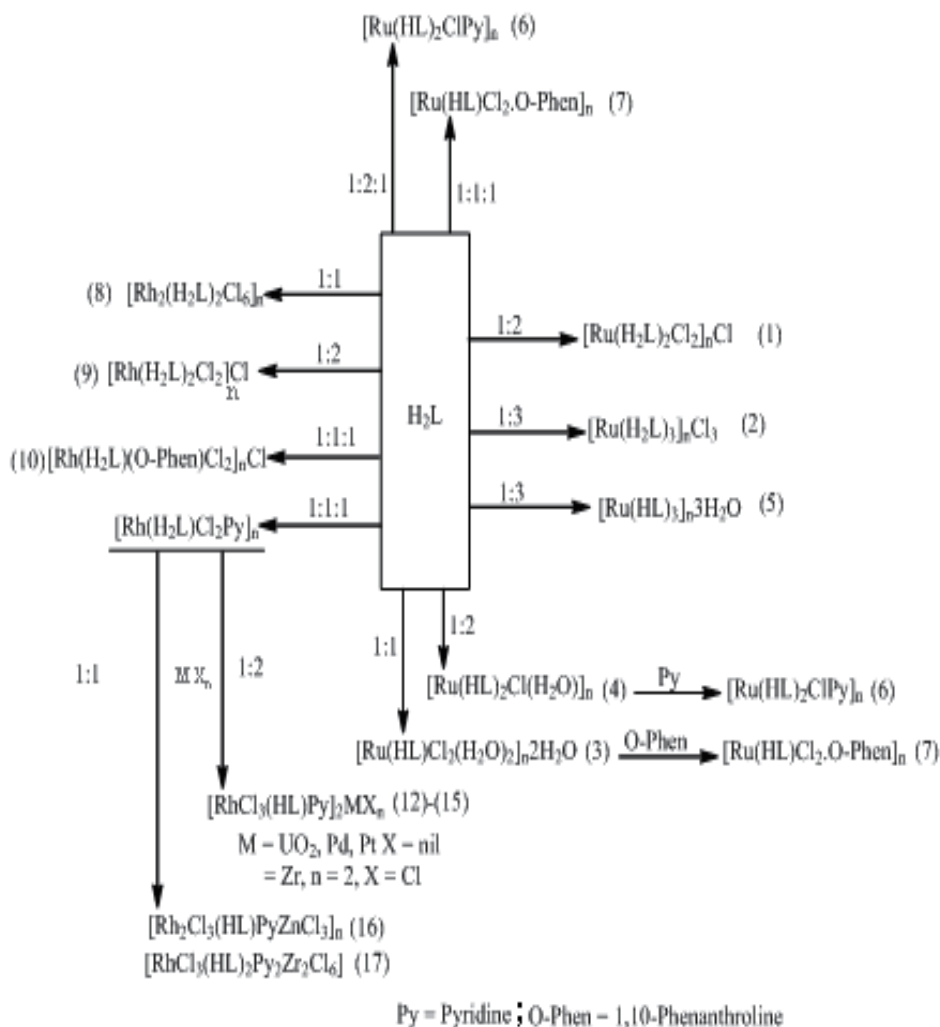 [Ru(HL)₂ClPy]ₙ (6)
[Ru(HL)Cl₂.O-Phen]ₙ (7)
1:2:1
1:1:1
(8) [Rh₂(H₂L)₂Cl₆]ₙ
1:1
1:2
[Ru(H₂L)₂Cl₂]ₙCl (1)
(9) [Rh(H₂L)₂Cl₂]Cl
n
1:2
H₂L
1:3
[Ru(H₂L)₃]ₙCl₃ (2)
(10)[Rh(H₂L)(O-Phen)Cl₂]ₙCl
1:1:1
1:3
[Ru(HL)₃]ₙ3H₂O (5)
[Rh(H₂L)Cl₂Py]ₙ
1:1:1
1:1
1:2
1:1
MXₙ
1:2
[Ru(HL)₂Cl(H₂O)]ₙ (4)
Py
[Ru(HL)₂ClPy]ₙ (6)
[Ru(HL)Cl₂(H₂O)₂]ₙ2H₂O (3)
O-Phen
[Ru(HL)Cl₂.O-Phen]ₙ (7)
[RhCl₃(HL)Py]₂MXₙ (12)-(15)
M = UO₂, Pd, Pt X = nil
= Zr, n = 2, X = Cl
[Rh₂Cl₃(HL)PyZnCl₃]ₙ (16)
[RhCl₃(HL)₂Py₂Zr₂Cl₆] (17)
Py = Pyridine ; O-Phen = 1,10-Phenanthroline